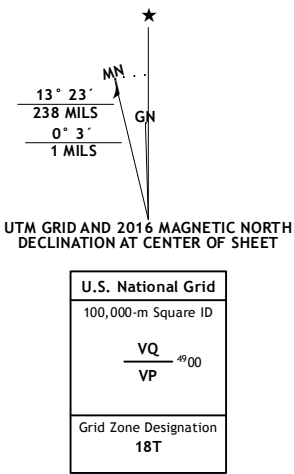 ★
MN
GN
13° 23´
238 MILS
0° 3´
1 MILS
UTM GRID AND 2016 MAGNETIC NORTH
DECLINATION AT CENTER OF SHEET
U.S. National Grid
100,000-m Square ID
VQ
4900
VP
Grid Zone Designation
18T